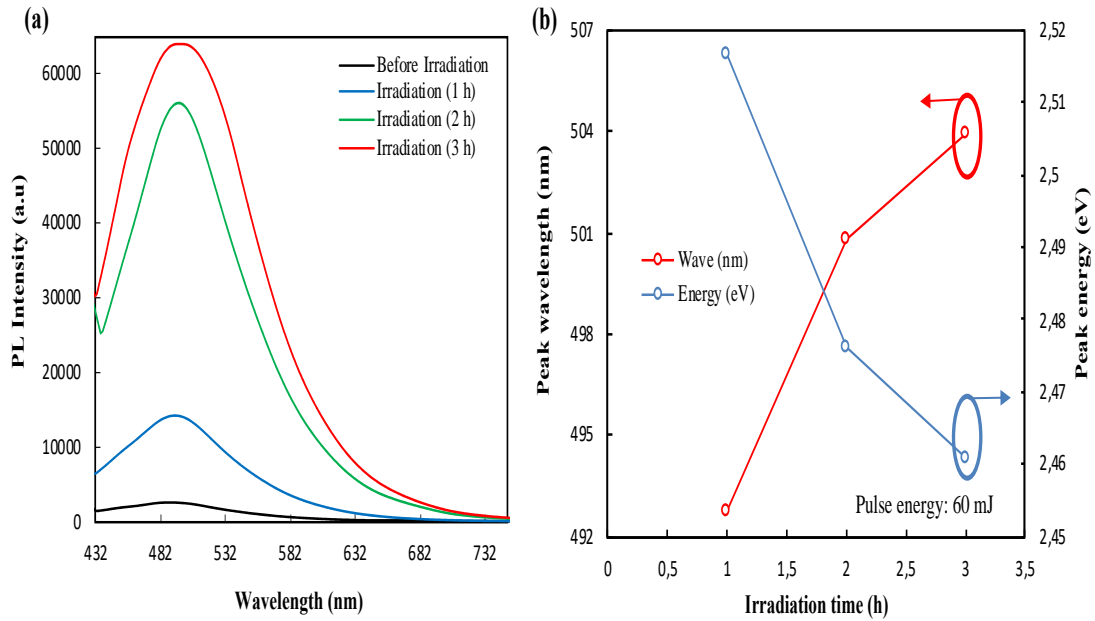 (a)
PL Intensity (a.u)
60000
50000
40000
30000
20000
10000
0
432
482
532
582
632
682
732
Wavelength (nm)
Before Irradiation
Irradiation (1 h)
Irradiation (2 h)
Irradiation (3 h)
(b)
Peak wavelength (nm)
507
504
501
498
495
492
0
0,5
1
1,5
2
2,5
3
3,5
Irradiation time (h)
Wave (nm)
Energy (eV)
Pulse energy: 60 mJ
2,52
2,51
2,5
2,49
2,48
2,47
2,46
2,45
Peak energy (eV)